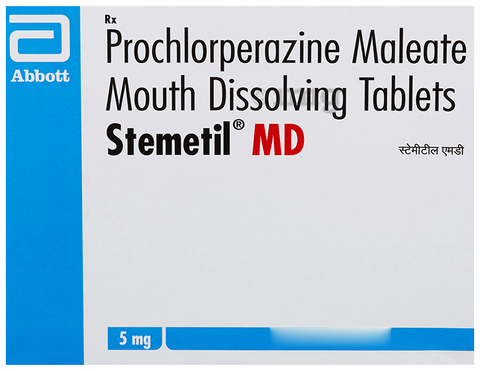 Abbott
Rx
Prochlorperazine Maleate
Mouth Dissolving Tablets
Stemetil® MD
स्टेमीटील एमडी
5 mg